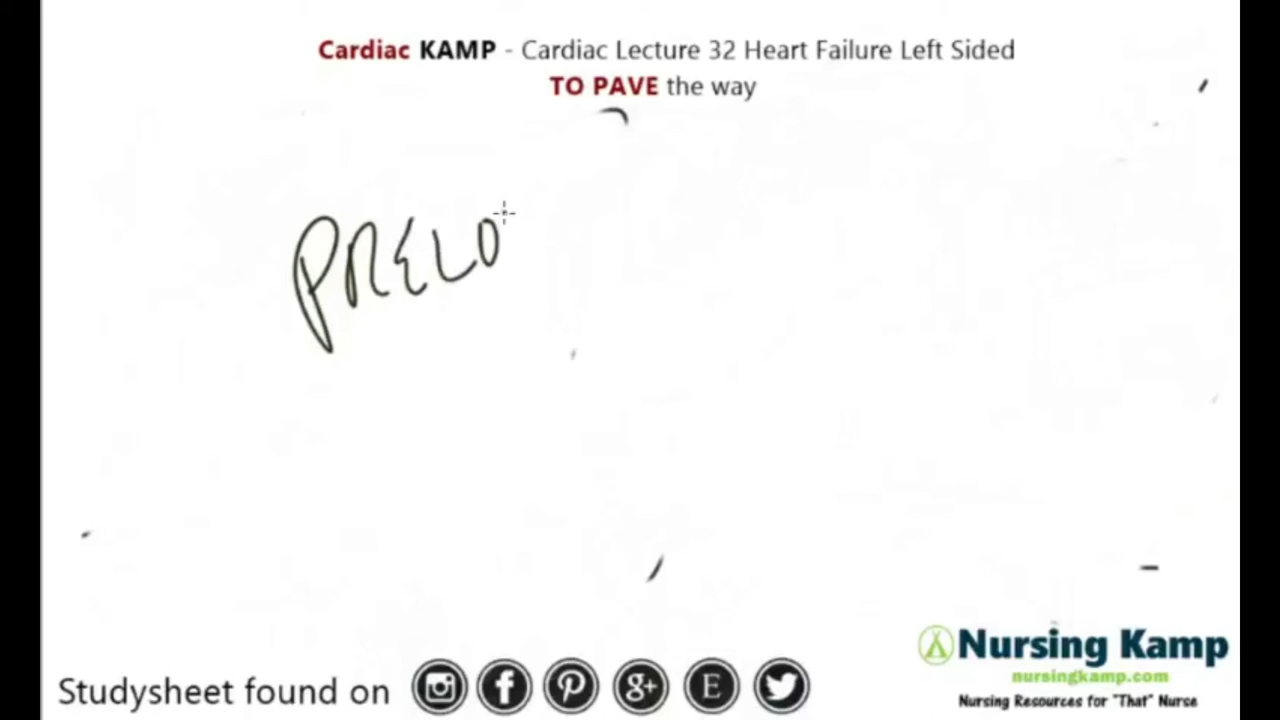 Cardiac KAMP - Cardiac Lecture 32 Heart Failure Left Sided
TO PAVE the way
PRELO
Studysheet found on
Nursing Kamp
nursingkamp.com
Nursing Resources for "That" Nurse